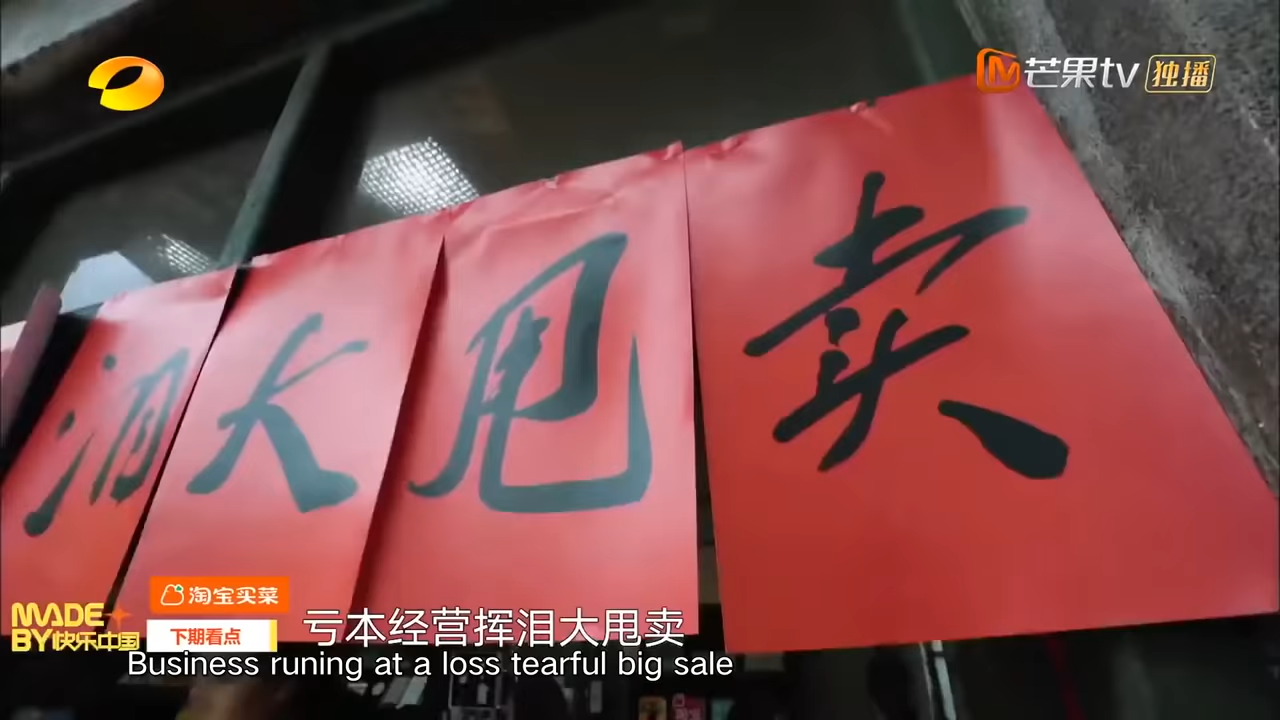 芒果tv 独播
泪大甩卖
淘宝买菜
MADE
BY快乐中国
下期看点
亏本经营挥泪大甩卖
Business runing at a loss tearful big sale